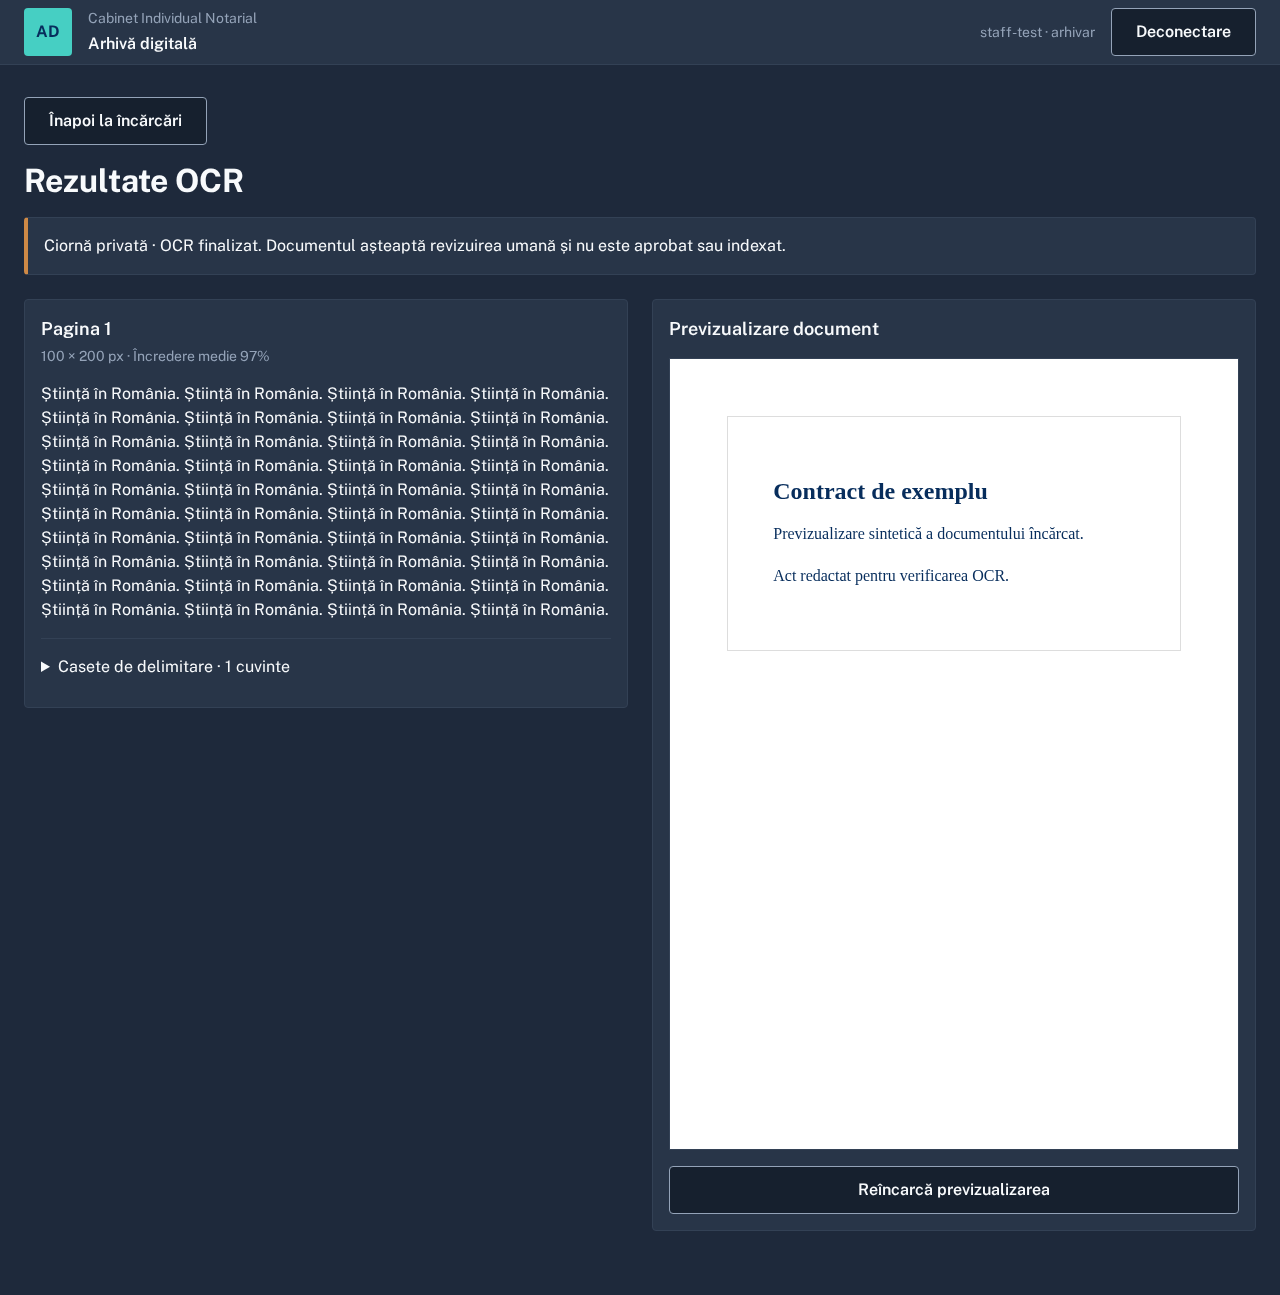 AD
Cabinet Individual Notarial
Arhivă digitală
staff-test · arhivar
Deconectare
Înapoi la încărcări
Rezultate OCR
Ciornă privată · OCR finalizat. Documentul așteaptă revizuirea umană și nu este aprobat sau indexat.
Pagina 1
100 × 200 px · Încredere medie 97%
Știință în România. Știință în România. Știință în România. Știință în România.
Știință în România. Știință în România. Știință în România. Știință în România.
Știință în România. Știință în România. Știință în România. Știință în România.
Știință în România. Știință în România. Știință în România. Știință în România.
Știință în România. Știință în România. Știință în România. Știință în România.
Știință în România. Știință în România. Știință în România. Știință în România.
Știință în România. Știință în România. Știință în România. Știință în România.
Știință în România. Știință în România. Știință în România. Știință în România.
Știință în România. Știință în România. Știință în România. Știință în România.
Știință în România. Știință în România. Știință în România. Știință în România.
Casete de delimitare · 1 cuvinte
Previzualizare document
Contract de exemplu
Previzualizare sintetică a documentului încărcat.
Act redactat pentru verificarea OCR.
Reîncarcă previzualizarea